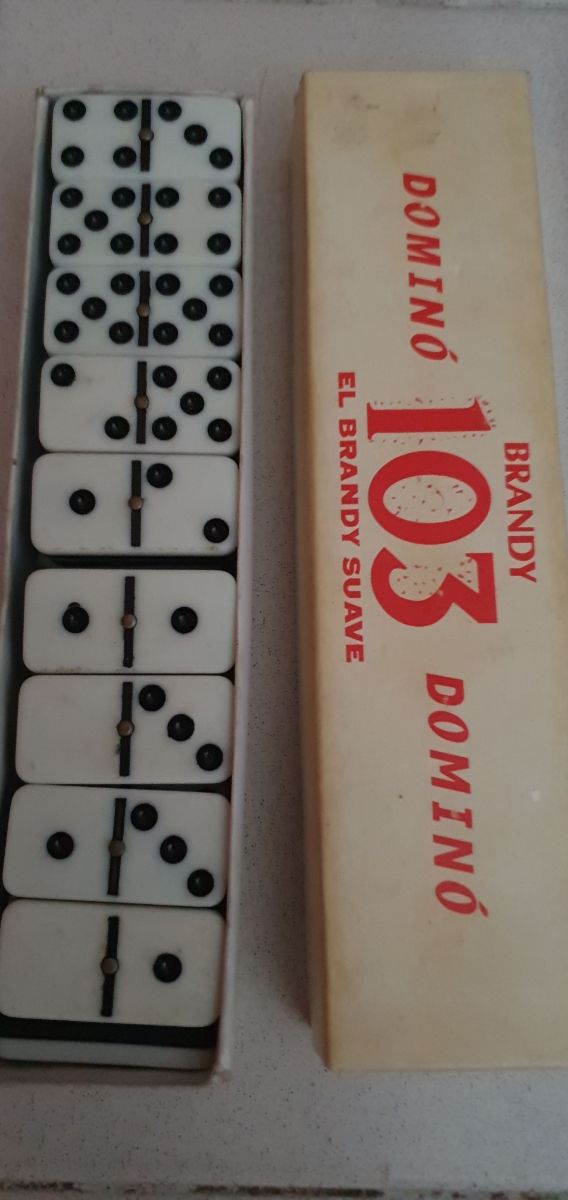 DOMINÓ
BRANDY
103
EL BRANDY SUAVE
DOMINÓ